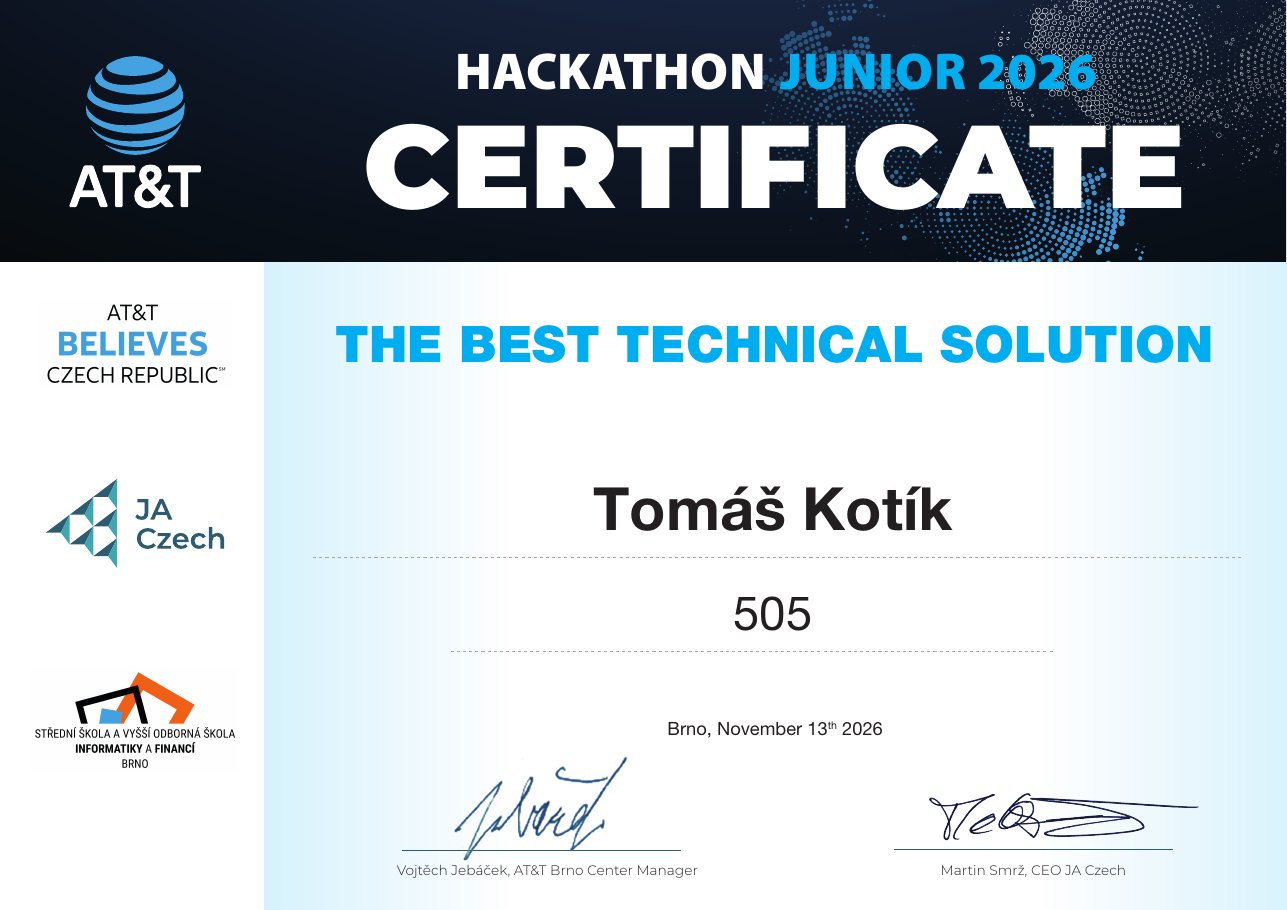 AT&T
HACKATHON JUNIOR 2026
CERTIFICATE
AT&T
BELIEVES
CZECH REPUBLIC℠
JA
Czech
STŘEDNÍ ŠKOLA A VYŠŠÍ ODBORNÁ ŠKOLA
INFORMATIKY A FINANCÍ
BRNO
THE BEST TECHNICAL SOLUTION
Tomáš Kotík
505
Brno, November 13th 2026
Vojtěch Jebáček, AT&T Brno Center Manager
Martin Smrž, CEO JA Czech